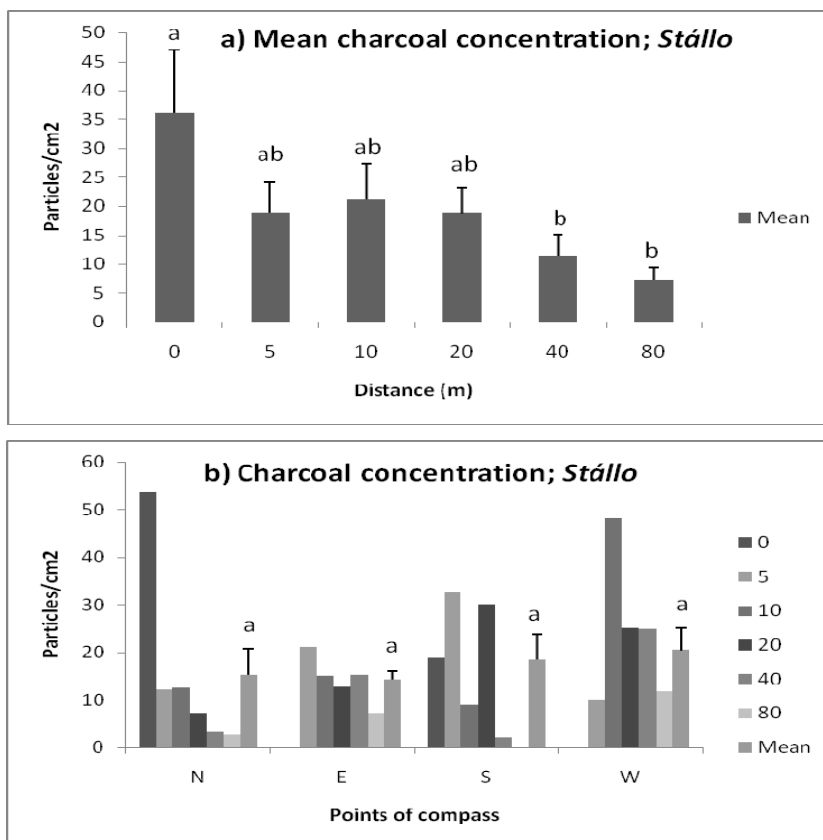 a) Mean charcoal concentration; Stállo
50
45
40
35
30
25
20
15
10
5
0
Particles/cm2
a
ab
ab
ab
b
b
Mean
0 5 10 20 40 80
Distance (m)
b) Charcoal concentration; Stállo
60
50
40
30
20
10
0
Particles/cm2
a
a
a
a
0
5
10
20
40
80
Mean
N E S W
Points of compass